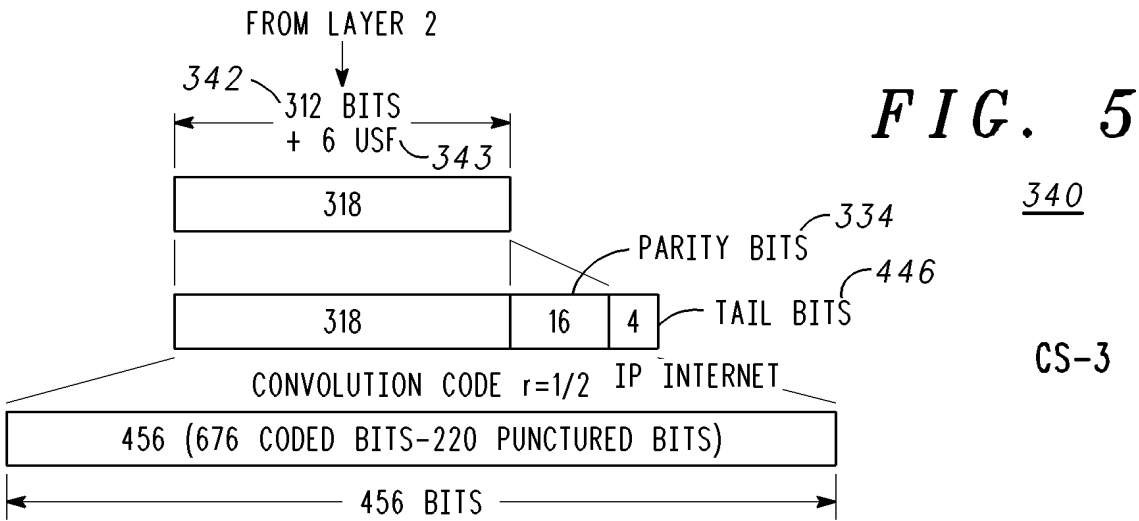 FROM LAYER 2
342
312 BITS
+ 6 USF
343
FIG. 5
318
340
334
PARITY BITS
446
318
16
4
TAIL BITS
CS-3
CONVOLUTION CODE r=1/2
IP INTERNET
456 (676 CODED BITS-220 PUNCTURED BITS)
456 BITS